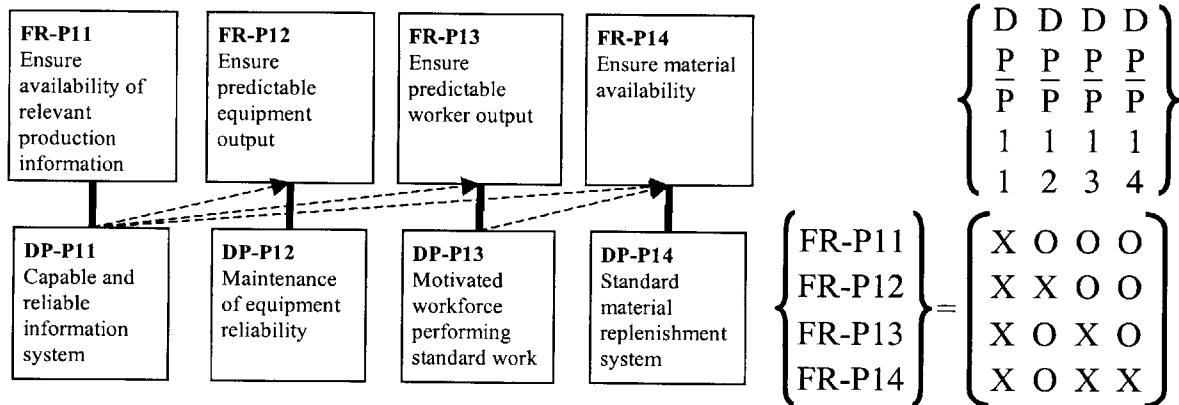 FR-P11
Ensure
availability of
relevant
production
information
FR-P12
Ensure
predictable
equipment
output
FR-P13
Ensure
predictable
worker output
FR-P14
Ensure material
availability
DP-P11
Capable and
reliable
information
system
DP-P12
Maintenance
of equipment
reliability
DP-P13
Motivated
workforce
performing
standard work
DP-P14
Standard
material
replenishment
system
D D D D
P P P P
P P P P
1 1 1 1
1 2 3 4
FR-P11
FR-P12
FR-P13
FR-P14
=
X O O O
X X O O
X O X O
X O X X